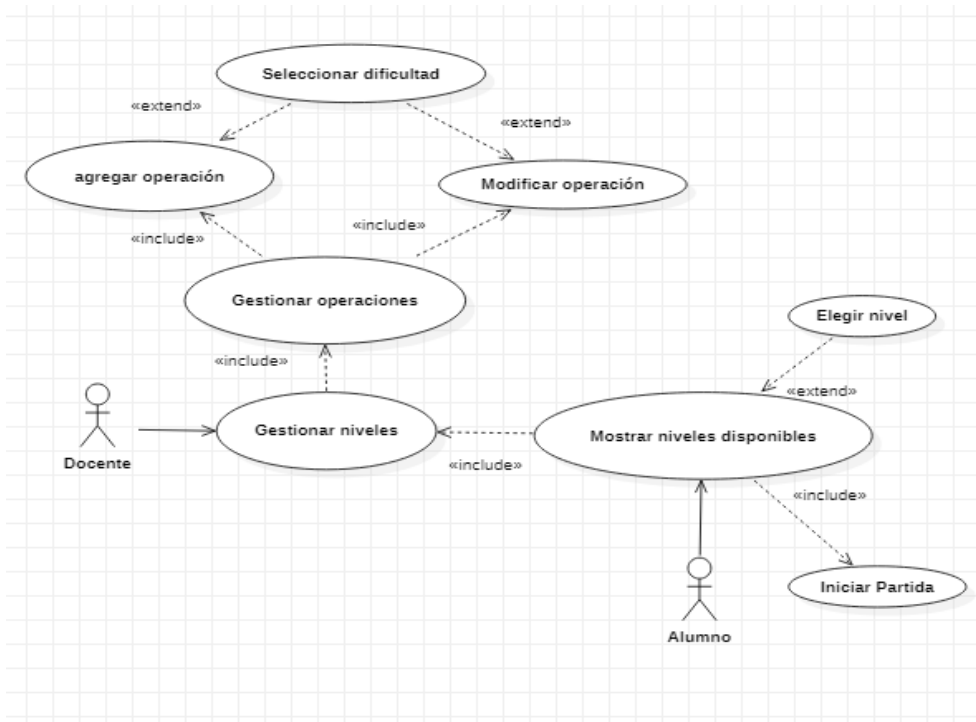 Seleccionar dificultad
«extend»
«extend»
agregar operación
Modificar operación
«include»
«include»
Gestionar operaciones
Elegir nivel
«include»
«extend»
Gestionar niveles
Mostrar niveles disponibles
Docente
«include»
«include»
Iniciar Partida
Alumno